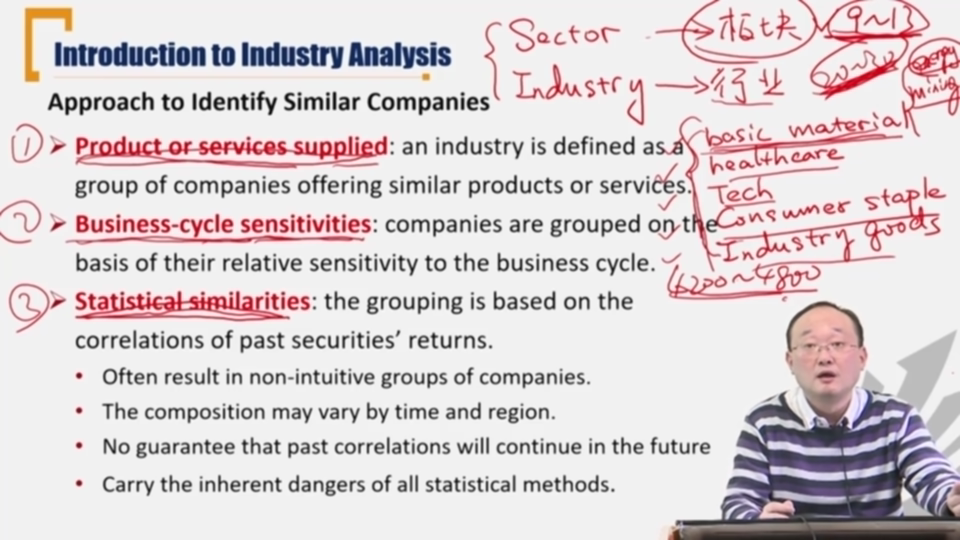 Introduction to Industry Analysis
Sector → 板块 9~13
Industry → 行业 20~30
energy
mining
Approach to Identify Similar Companies
① ➢ Product or services supplied: an industry is defined as a
group of companies offering similar products or services.
② ➢ Business-cycle sensitivities: companies are grouped on the
basis of their relative sensitivity to the business cycle.
③ ➢ Statistical similarities: the grouping is based on the
correlations of past securities’ returns.
• Often result in non-intuitive groups of companies.
• The composition may vary by time and region.
• No guarantee that past correlations will continue in the future
• Carry the inherent dangers of all statistical methods.
basic material
healthcare
Tech
Consumer staple
Industry goods
4200~4800